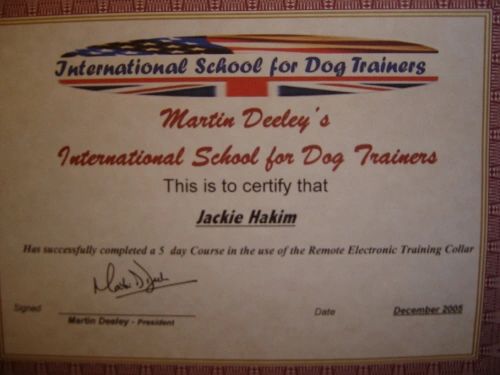 International School for Dog Trainers
Martin Deeley's
International School for Dog Trainers
This is to certify that
Jackie Hakim
Has successfully completed a 5 day Course in the use of the Remote Electronic Training Collar
Signed
Martin Deeley - President
Date
December 2005